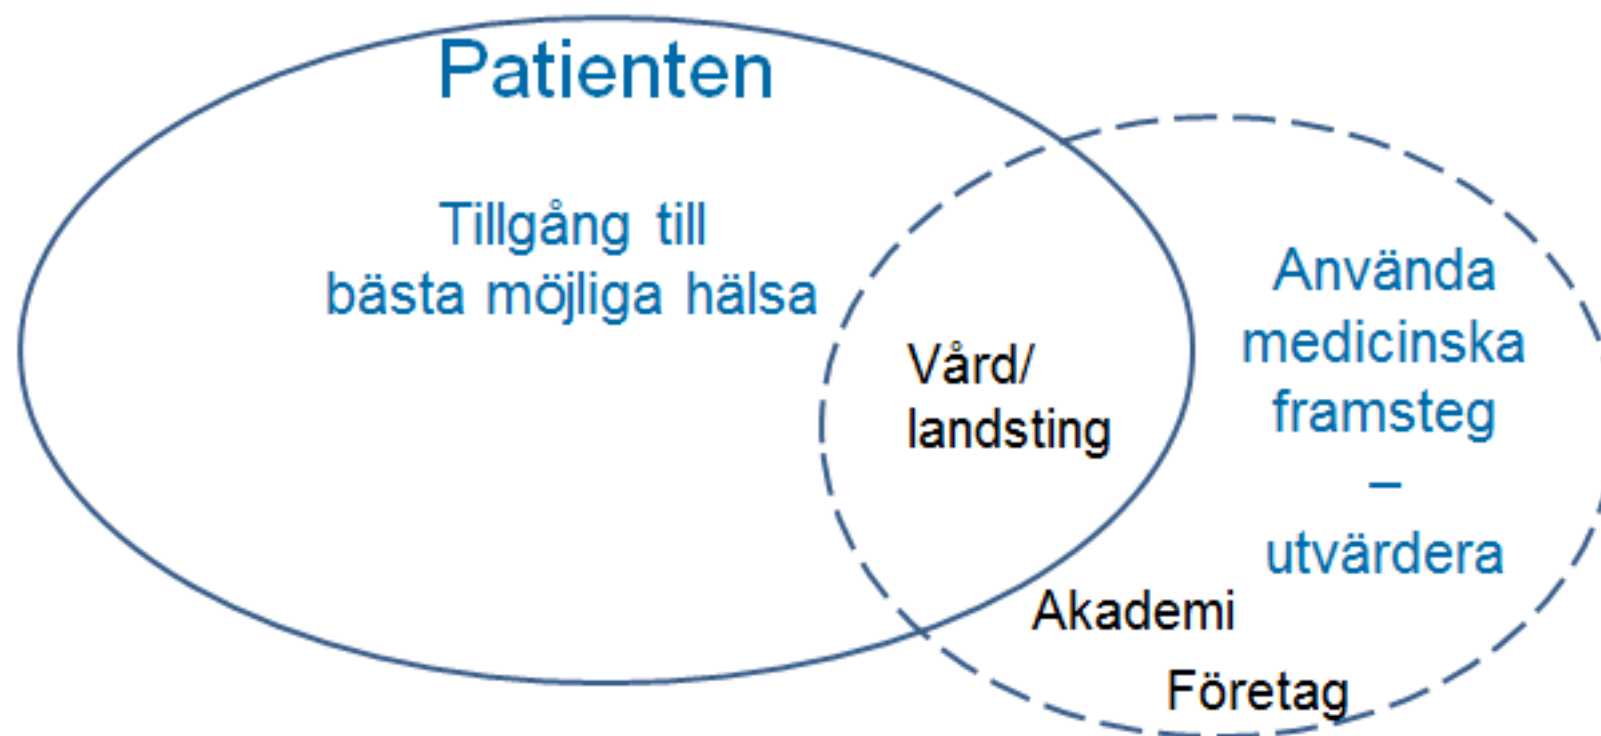 Patienten
Tillgång till
bästa möjliga hälsa
Vård/
landsting
Använda
medicinska
framsteg
–
utvärdera
Akademi
Företag